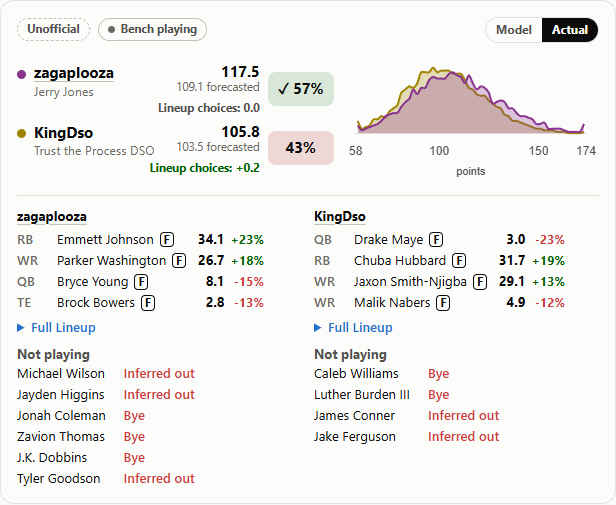 Unofficial Bench playing Model Actual
zagaplooza 117.5 ✓ 57%
Jerry Jones 109.1 forecasted
Lineup choices: 0.0
KingDso 105.8 43%
Trust the Process DSO 103.5 forecasted
Lineup choices: +0.2
58 100 150 174
points
zagaplooza
RB Emmett Johnson F 34.1 +23%
WR Parker Washington F 26.7 +18%
QB Bryce Young F 8.1 -15%
TE Brock Bowers F 2.8 -13%
▶ Full Lineup
Not playing
Michael Wilson Inferred out
Jayden Higgins Inferred out
Jonah Coleman Bye
Zavion Thomas Bye
J.K. Dobbins Bye
Tyler Goodson Inferred out
KingDso
QB Drake Maye F 3.0 -23%
RB Chuba Hubbard F 31.7 +19%
WR Jaxon Smith-Njigba F 29.1 +13%
WR Malik Nabers F 4.9 -12%
▶ Full Lineup
Not playing
Caleb Williams Bye
Luther Burden III Bye
James Conner Inferred out
Jake Ferguson Inferred out